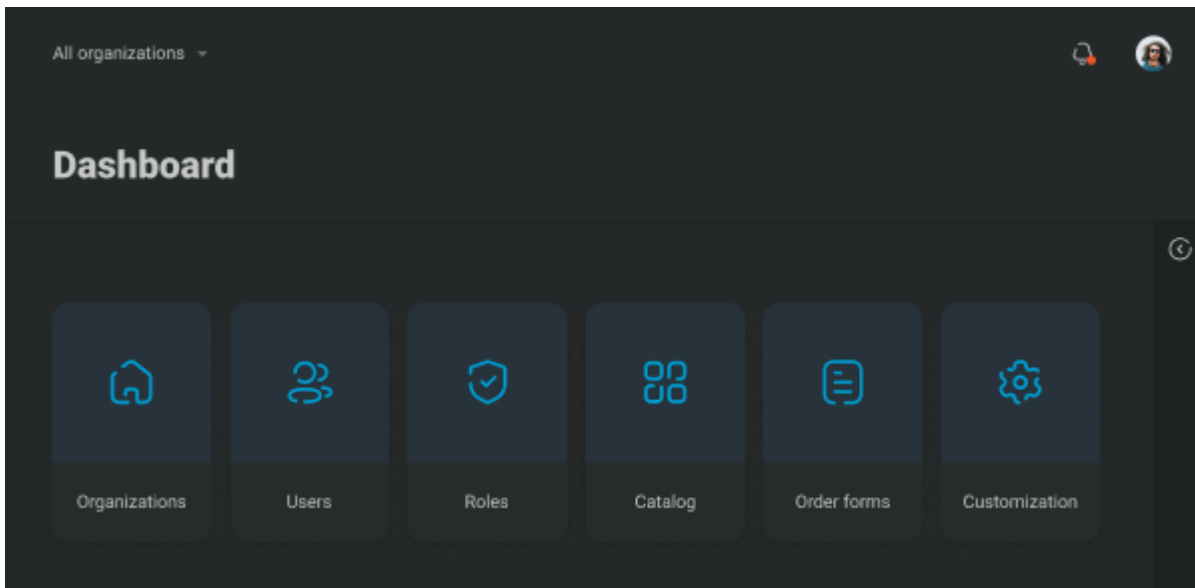 All organizations
Dashboard
Organizations
Users
Roles
Catalog
Order forms
Customization